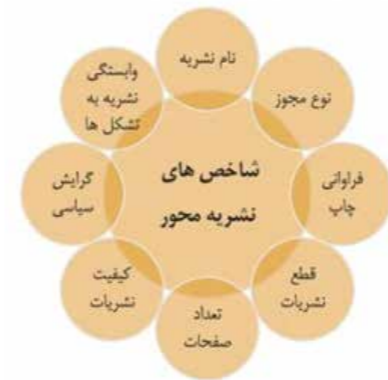 شاخص های
نشریه محور
نام نشریه
نوع مجوز
فراوانی
چاپ
قطع
نشریات
تعداد
صفحات
کیفیت
نشریات
گرایش
سیاسی
وابستگی
نشریه به
تشکل ها